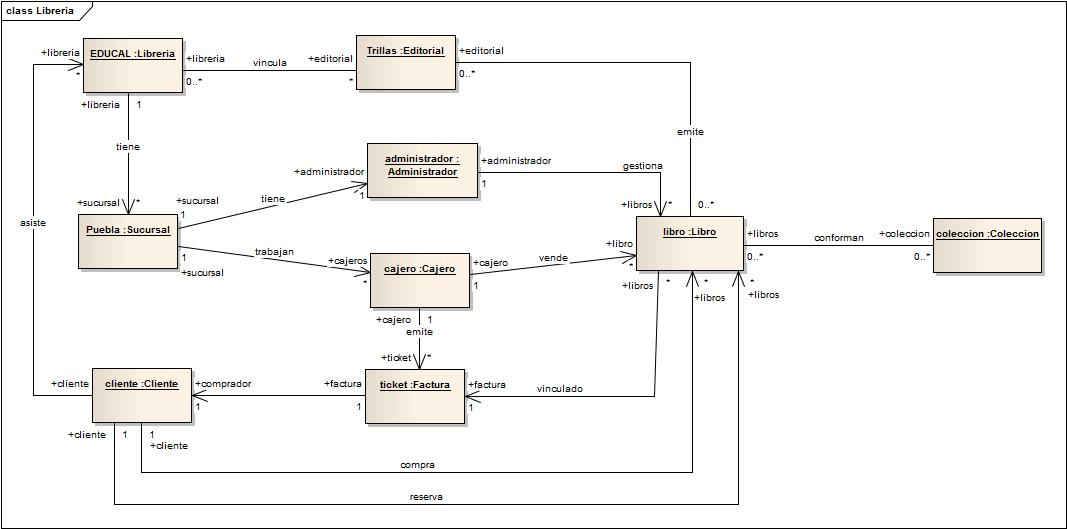 class Libreria
+libreria
*
EDUCAL :Libreria
+libreria
0..*
vincula
+editorial
*
Trillas :Editorial
+editorial
0..*
+libreria
1
emite
tiene
administrador :
Administrador
+administrador
1
gestiona
+administrador
1
+sucursal
*
+sucursal
1
tiene
+libros
*
0..*
asiste
Puebla :Sucursal
1
+sucursal
trabajan
+cajeros
*
cajero :Cajero
+cajero
1
vende
+libro
*
libro :Libro
+libros
0..*
conforman
+coleccion
0..*
coleccion :Coleccion
+libros
*
*
+libros
*
+libros
+cajero
1
emite
+ticket
*
+cliente
cliente :Cliente
+comprador
1
+factura
1
ticket :Factura
+factura
1
vinculado
+cliente
1
1
+cliente
compra
reserva